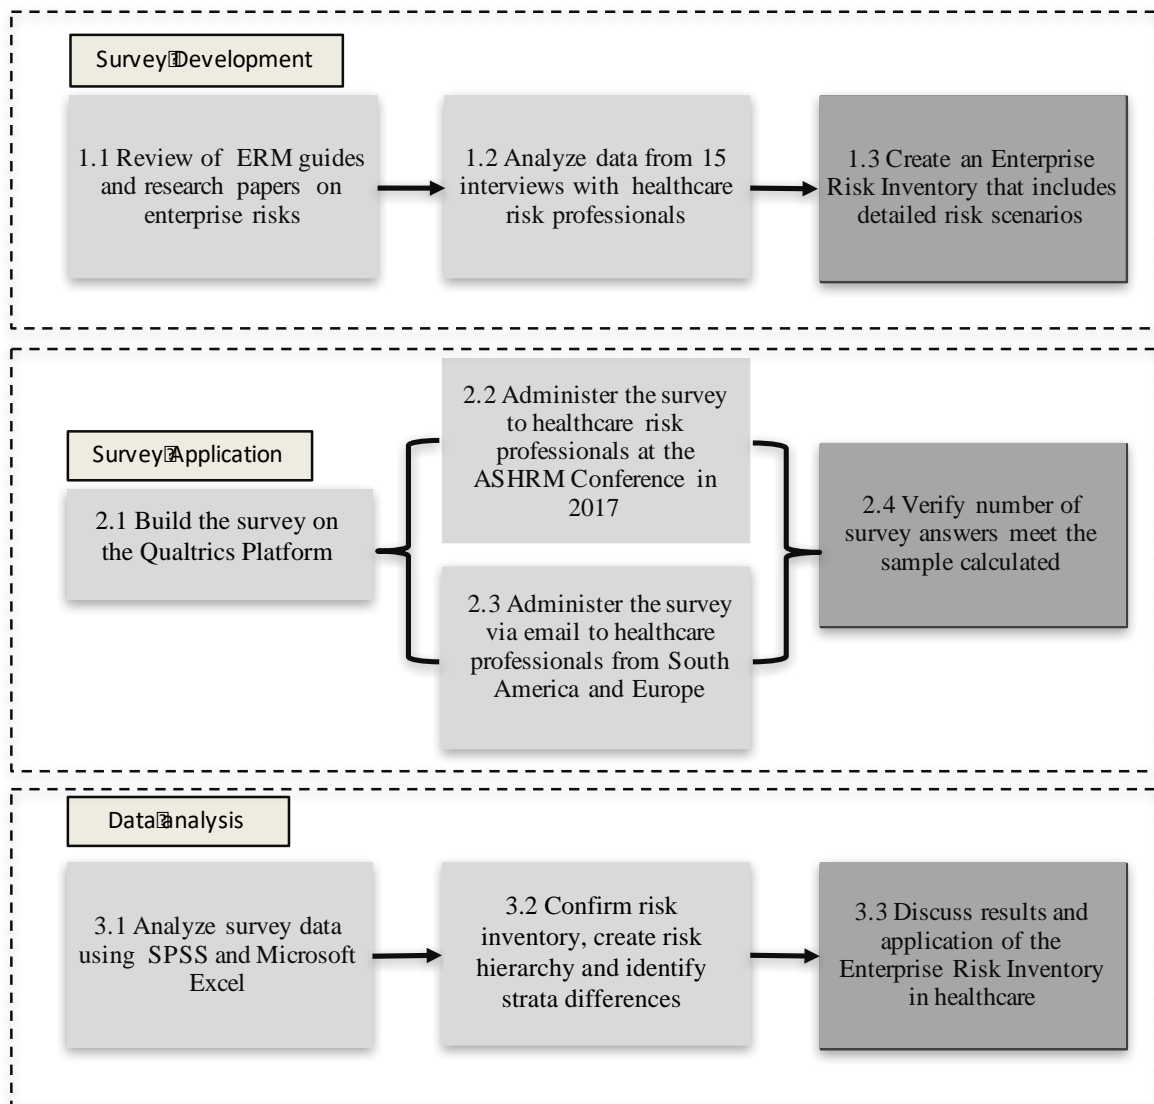 Survey Development
1.1 Review of ERM guides
and research papers on
enterprise risks
1.2 Analyze data from 15
interviews with healthcare
risk professionals
1.3 Create an Enterprise
Risk Inventory that includes
detailed risk scenarios
Survey Application
2.1 Build the survey on
the Qualtrics Platform
2.2 Administer the survey
to healthcare risk
professionals at the
ASHRM Conference in
2017
2.3 Administer the survey
via email to healthcare
professionals from South
America and Europe
2.4 Verify number of
survey answers meet the
sample calculated
Data analysis
3.1 Analyze survey data
using SPSS and Microsoft
Excel
3.2 Confirm risk
inventory, create risk
hierarchy and identify
strata differences
3.3 Discuss results and
application of the
Enterprise Risk Inventory
in healthcare